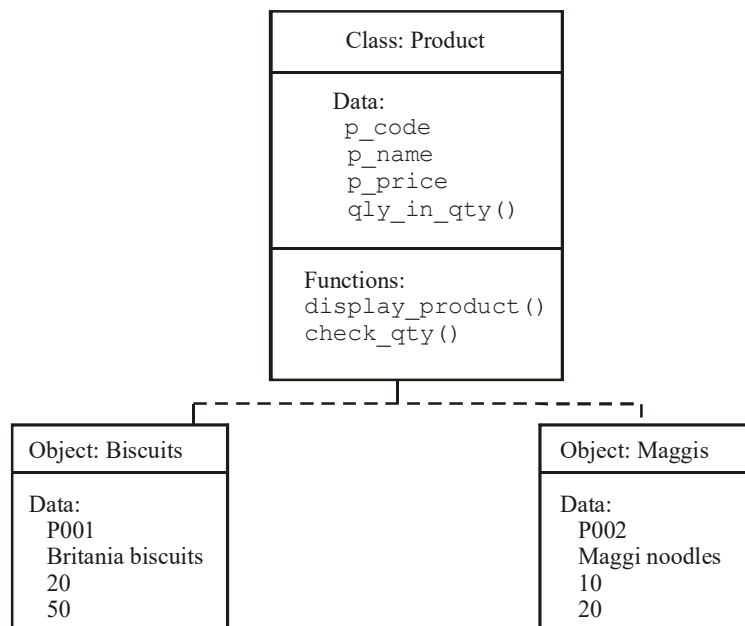 Class: Product
Data:
p_code
p_name
p_price
qly_in_qty()
Functions:
display_product()
check_qty()
Object: Biscuits
Data:
P001
Britania biscuits
20
50
Object: Maggis
Data:
P002
Maggi noodles
10
20